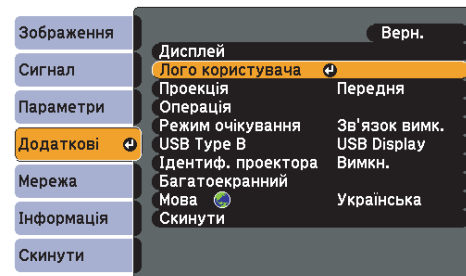 Зображення
Сигнал
Параметри
Додаткові
Мережа
Інформація
Скинути
Верн.
Дисплей
Лого користувача
Проекція Передня
Операція
Режим очікування Зв'язок вимк.
USB Type B USB Display
Ідентиф. проектора Вимкн.
Багатоекранний
Мова Українська
Скинути